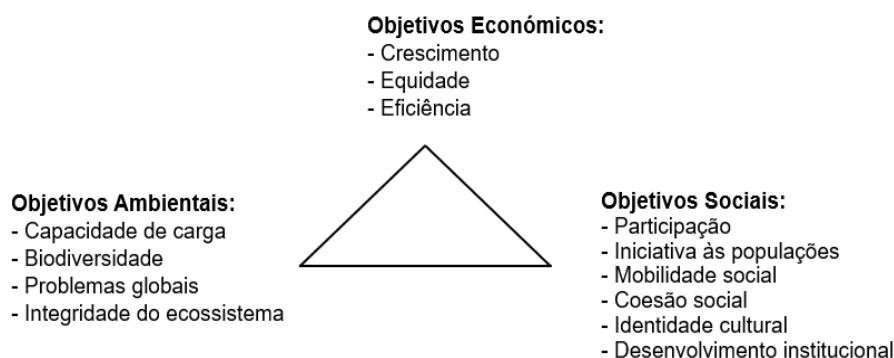 Objetivos Económicos:
- Crescimento
- Equidade
- Eficiência
Objetivos Ambientais:
- Capacidade de carga
- Biodiversidade
- Problemas globais
- Integridade do ecossistema
Objetivos Sociais:
- Participação
- Iniciativa às populações
- Mobilidade social
- Coesão social
- Identidade cultural
- Desenvolvimento institucional